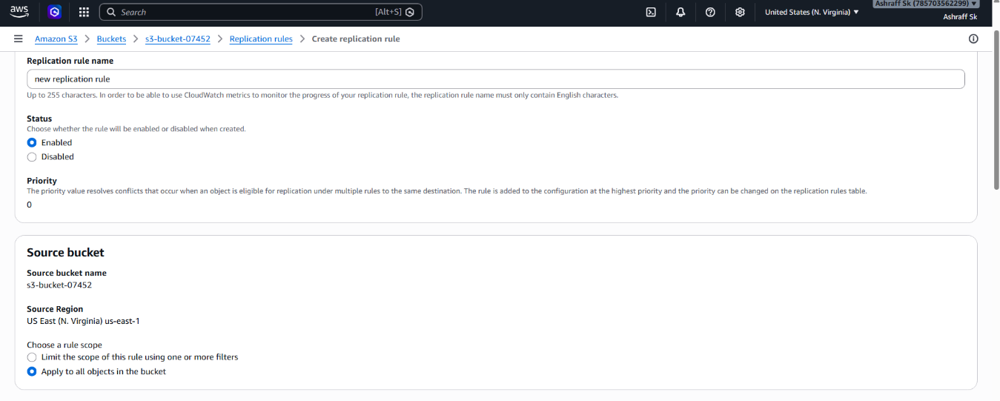 aws
Search [Alt+S]
United States (N. Virginia)
Ashraff Sk (785703562299)
Ashraff Sk
Amazon S3 > Buckets > s3-bucket-07452 > Replication rules > Create replication rule
Replication rule name
new replication rule
Up to 255 characters. In order to be able to use CloudWatch metrics to monitor the progress of your replication rule, the replication rule name must only contain English characters.
Status
Choose whether the rule will be enabled or disabled when created.
Enabled
Disabled
Priority
The priority value resolves conflicts that occur when an object is eligible for replication under multiple rules to the same destination. The rule is added to the configuration at the highest priority and the priority can be changed on the replication rules table.
0
Source bucket
Source bucket name
s3-bucket-07452
Source Region
US East (N. Virginia) us-east-1
Choose a rule scope
Limit the scope of this rule using one or more filters
Apply to all objects in the bucket